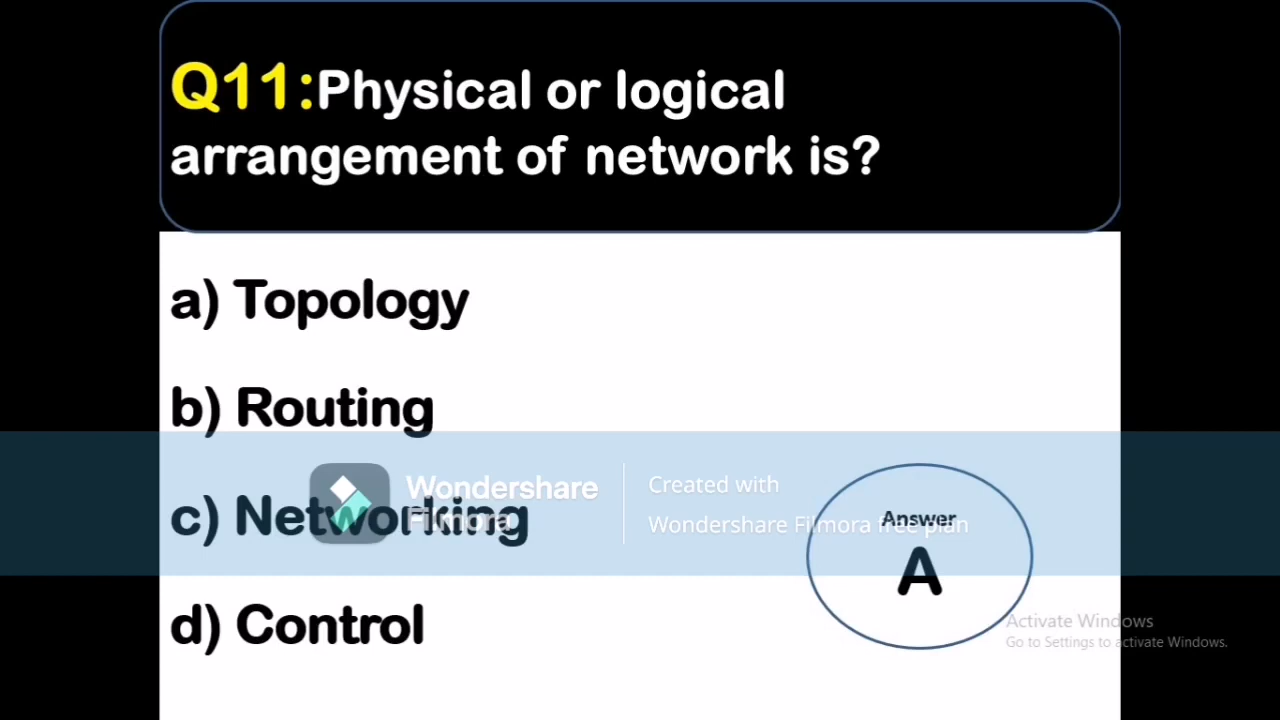 Q11:Physical or logical
arrangement of network is?
a) Topology
b) Routing
c) Networking
d) Control
Wondershare
Filmora
Created with
Wondershare Filmora free plan
Answer
A
Activate Windows
Go to Settings to activate Windows.